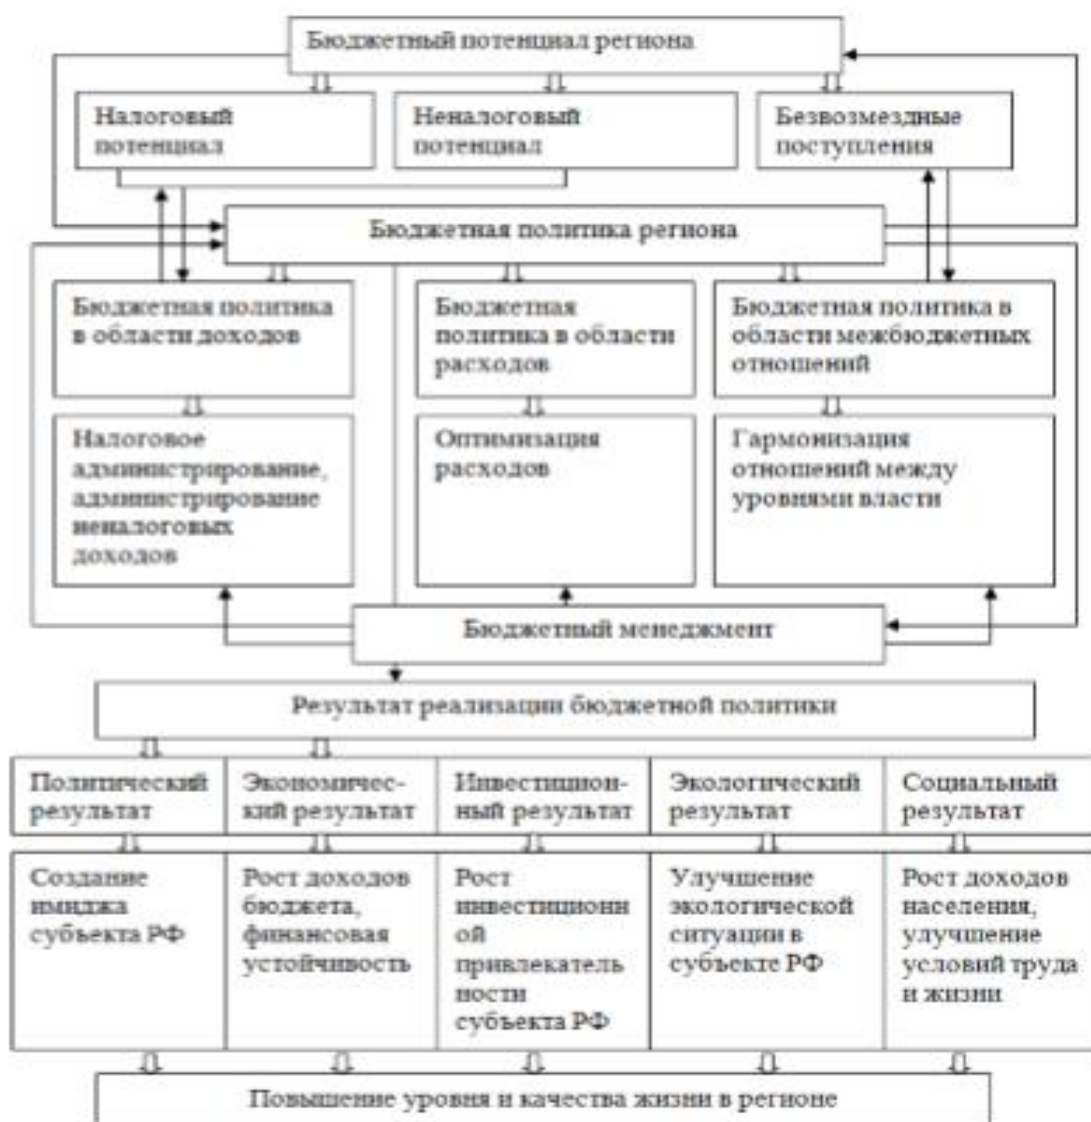 Бюджетный потенциал региона
Налоговый
потенциал
Неналоговый
потенциал
Безвозмездные
поступления
Бюджетная политика региона
Бюджетная политика
в области доходов
Бюджетная
политика в области
расходов
Бюджетная политика в
области межбюджетных
отношений
Налоговое
администрирование,
администрирование
неналоговых
доходов
Оптимизация
расходов
Гармонизация
отношений между
уровнями власти
Бюджетный менеджмент
Результат реализации бюджетной политики
Политический
результат
Экономичес-
кий результат
Инвестицион-
ный результат
Экологический
результат
Социальный
результат
Создание
имиджа
субъекта РФ
Рост доходов
бюджета,
финансовая
устойчивость
Рост
инвестиционн
ой
привлекатель
ности
субъекта РФ
Улучшение
экологической
ситуации в
субъекте РФ
Рост доходов
населения,
улучшение
условий труда
и жизни
Повышение уровня и качества жизни в регионе